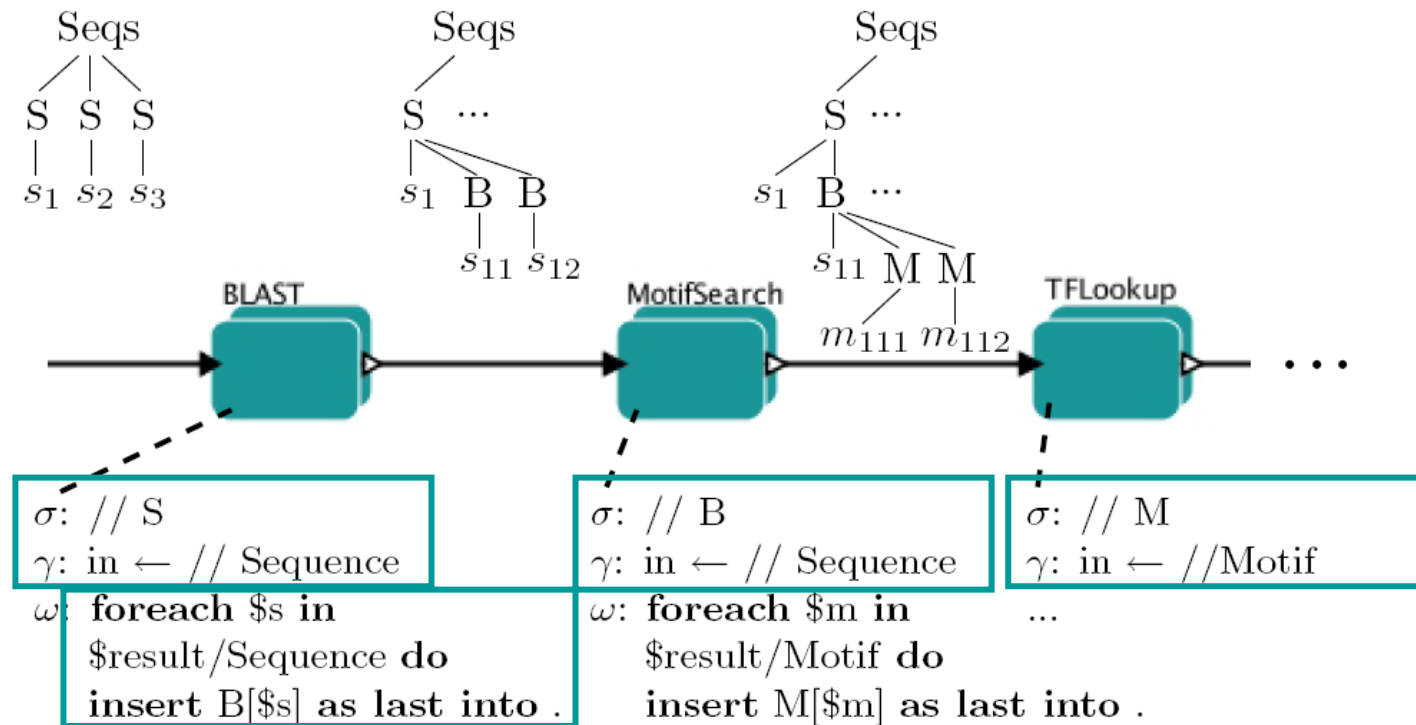 Seqs Seqs Seqs
S S S S ... S ...
s₁ s₂ s₃ s₁ B B s₁ B ...
s₁₁ s₁₂ s₁₁ M M
BLAST MotifSearch TFLookup
m₁₁₁ m₁₁₂
...
σ: // S
γ: in ← // Sequence
ω: foreach $s in
$result/Sequence do
insert B[$s] as last into .
σ: // B
γ: in ← // Sequence
ω: foreach $m in
$result/Motif do
insert M[$m] as last into .
σ: // M
γ: in ← //Motif
...